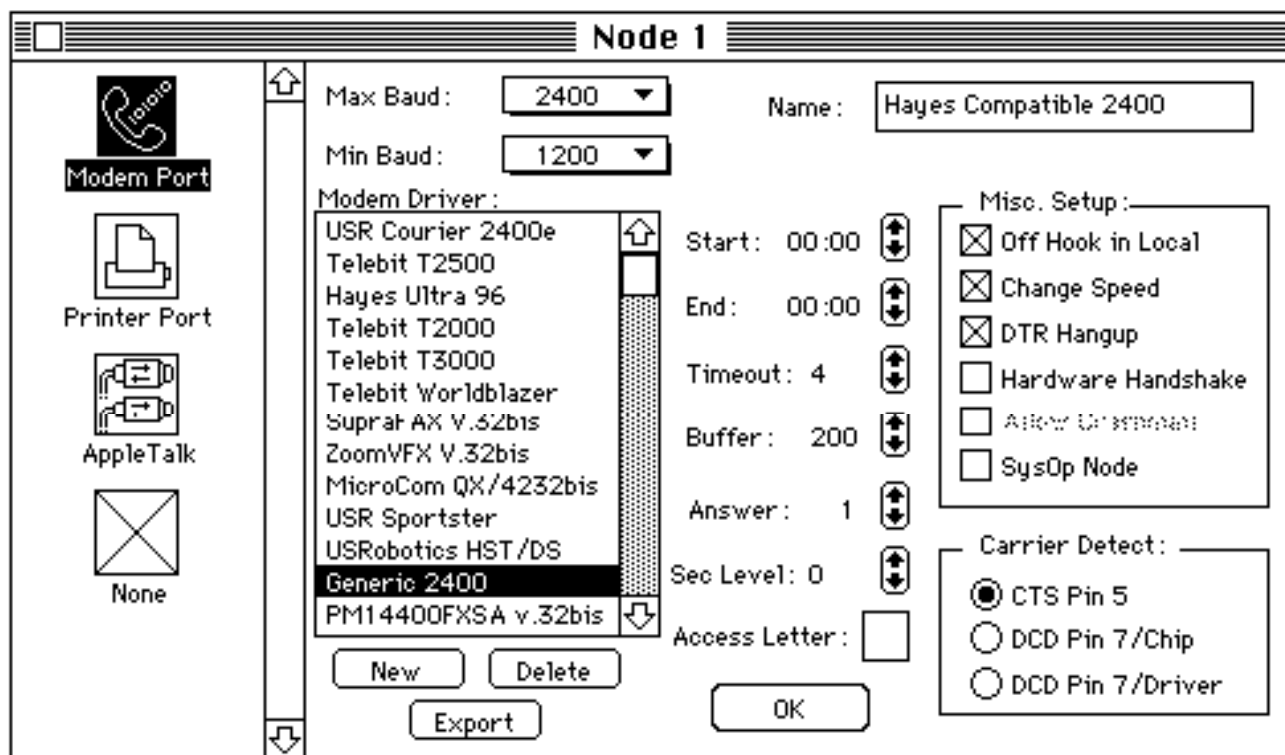 Node 1
Modem Port
Printer Port
AppleTalk
None
Max Baud: 2400
Min Baud: 1200
Name: Hayes Compatible 2400
Modem Driver:
USR Courier 2400e
Telebit T2500
Hayes Ultra 96
Telebit T2000
Telebit T3000
Telebit Worldblazer
SupraFAX V.32bis
ZoomVFX V.32bis
MicroCom QX/4232bis
USR Sportster
USRobotics HST/DS
Generic 2400
PM14400FXSA v.32bis
New
Delete
Export
Start: 00:00
End: 00:00
Timeout: 4
Buffer: 200
Answer: 1
Sec Level: 0
Access Letter:
OK
Misc. Setup:
Off Hook in Local
Change Speed
DTR Hangup
Hardware Handshake
SysOp Node
Carrier Detect:
CTS Pin 5
DCD Pin 7/Chip
DCD Pin 7/Driver